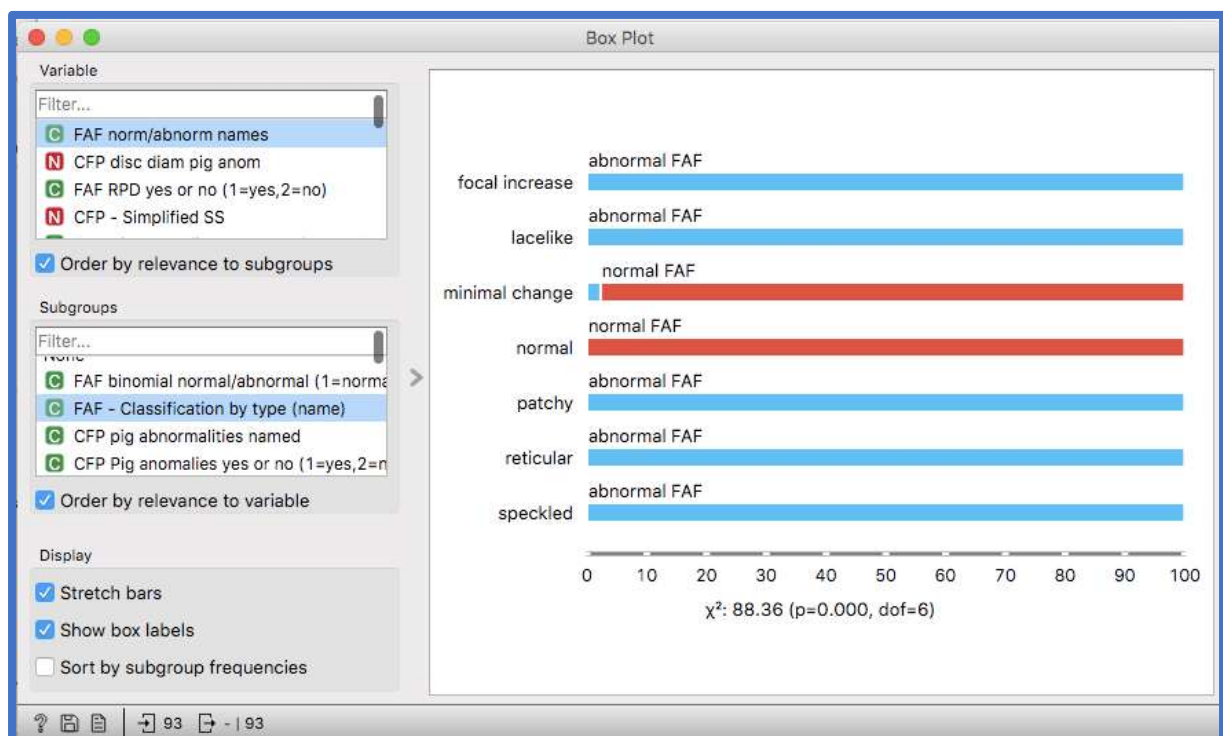 Box Plot
Variable
Filter...
C FAF norm/abnorm names
N CFP disc diam pig anom
C FAF RPD yes or no (1=yes,2=no)
N CFP - Simplified SS
Order by relevance to subgroups
Subgroups
Filter...
None
C FAF binomial normal/abnormal (1=norma
C FAF - Classification by type (name)
C CFP pig abnormalities named
C CFP Pig anomalies yes or no (1=yes,2=n
Order by relevance to variable
Display
Stretch bars
Show box labels
Sort by subgroup frequencies
? 93 - | 93
>
abnormal FAF
focal increase
abnormal FAF
lacelike
normal FAF
minimal change
normal FAF
normal
abnormal FAF
patchy
abnormal FAF
reticular
abnormal FAF
speckled
0 10 20 30 40 50 60 70 80 90 100
χ²: 88.36 (p=0.000, dof=6)